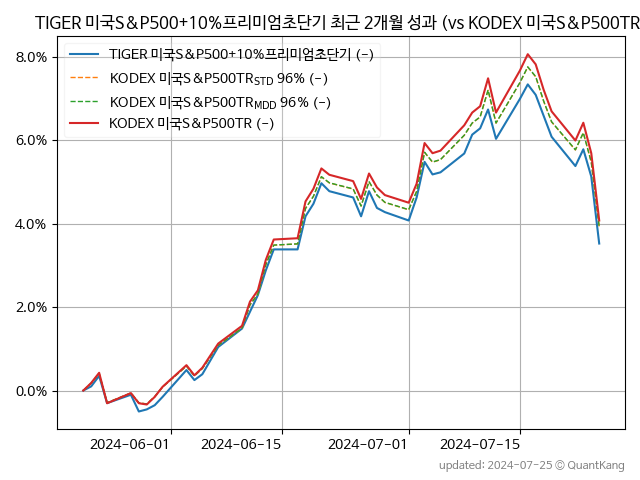 TIGER 미국S&P500+10%프리미엄초단기 최근 2개월 성과 (vs KODEX 미국S&P500TR
8.0%
6.0%
4.0%
2.0%
0.0%
TIGER 미국S&P500+10%프리미엄초단기 (-)
KODEX 미국S&P500TRSTD 96% (-)
KODEX 미국S&P500TRMDD 96% (-)
KODEX 미국S&P500TR (-)
2024-06-01 2024-06-15 2024-07-01 2024-07-15
updated: 2024-07-25 © QuantKang